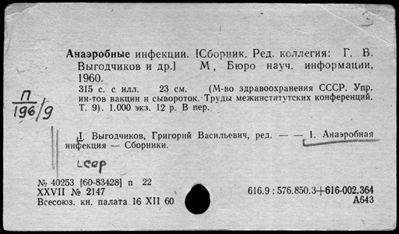 Анаэробные инфекции. [Сборник. Ред. коллегия: Г. В.
Выгодчиков и др.] М., Бюро науч. информации,
1960.
315 с. с илл. 23 см. (М-во здравоохранения СССР. Упр.
ин-тов вакцин и сывороток. Труды межинститутских конференций.
Т. 9). 1.000 экз. 12 р. В пер.
П
196/9
I. Выгодчиков, Григорий Васильевич, ред. — — 1. Анаэробная
инфекция — Сборники.
№ 40253 [60-83428] п 22
XXVII № 2147
Всесоюз. кн. палата 16 XII 60
616.9 : 576.850.3+616-002.364
А643